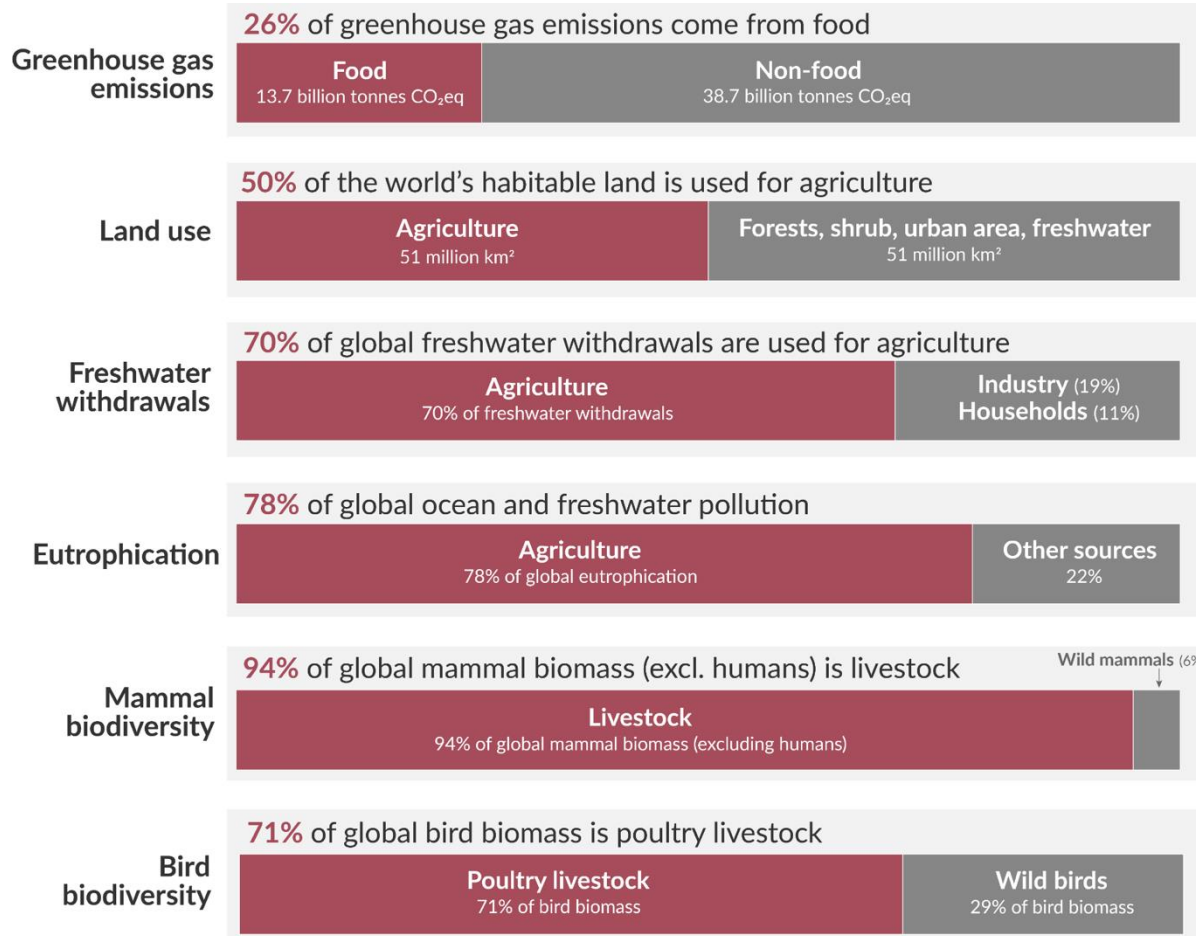 26% of greenhouse gas emissions come from food
Greenhouse gas
emissions
Food
13.7 billion tonnes CO₂eq
Non-food
38.7 billion tonnes CO₂eq
50% of the world's habitable land is used for agriculture
Land use
Agriculture
51 million km²
Forests, shrub, urban area, freshwater
51 million km²
70% of global freshwater withdrawals are used for agriculture
Freshwater
withdrawals
Agriculture
70% of freshwater withdrawals
Industry (19%)
Households (11%)
78% of global ocean and freshwater pollution
Eutrophication
Agriculture
78% of global eutrophication
Other sources
22%
94% of global mammal biomass (excl. humans) is livestock
Wild mammals (6%
Mammal
biodiversity
Livestock
94% of global mammal biomass (excluding humans)
71% of global bird biomass is poultry livestock
Bird
biodiversity
Poultry livestock
71% of bird biomass
Wild birds
29% of bird biomass